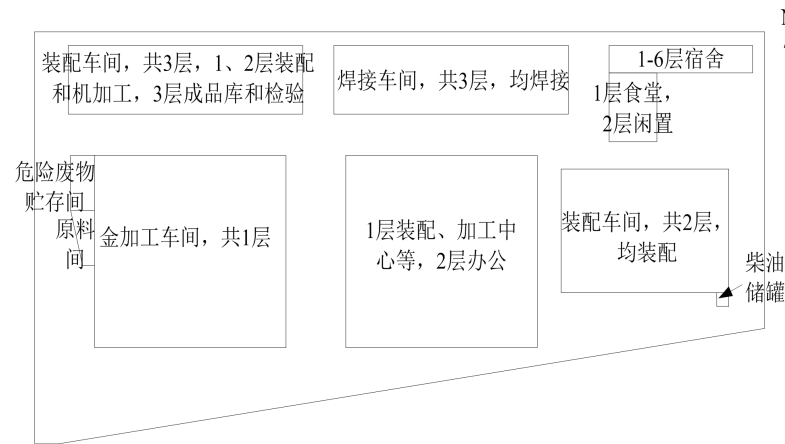 N
装配车间，共3层，1、2层装配
和机加工，3层成品库和检验
焊接车间，共3层，均焊接
1-6层宿舍
1层食堂，
2层闲置
危险废物
贮存间
原料
间
金加工车间，共1层
1层装配、加工中
心等，2层办公
装配车间，共2层，
均装配
柴油
储罐